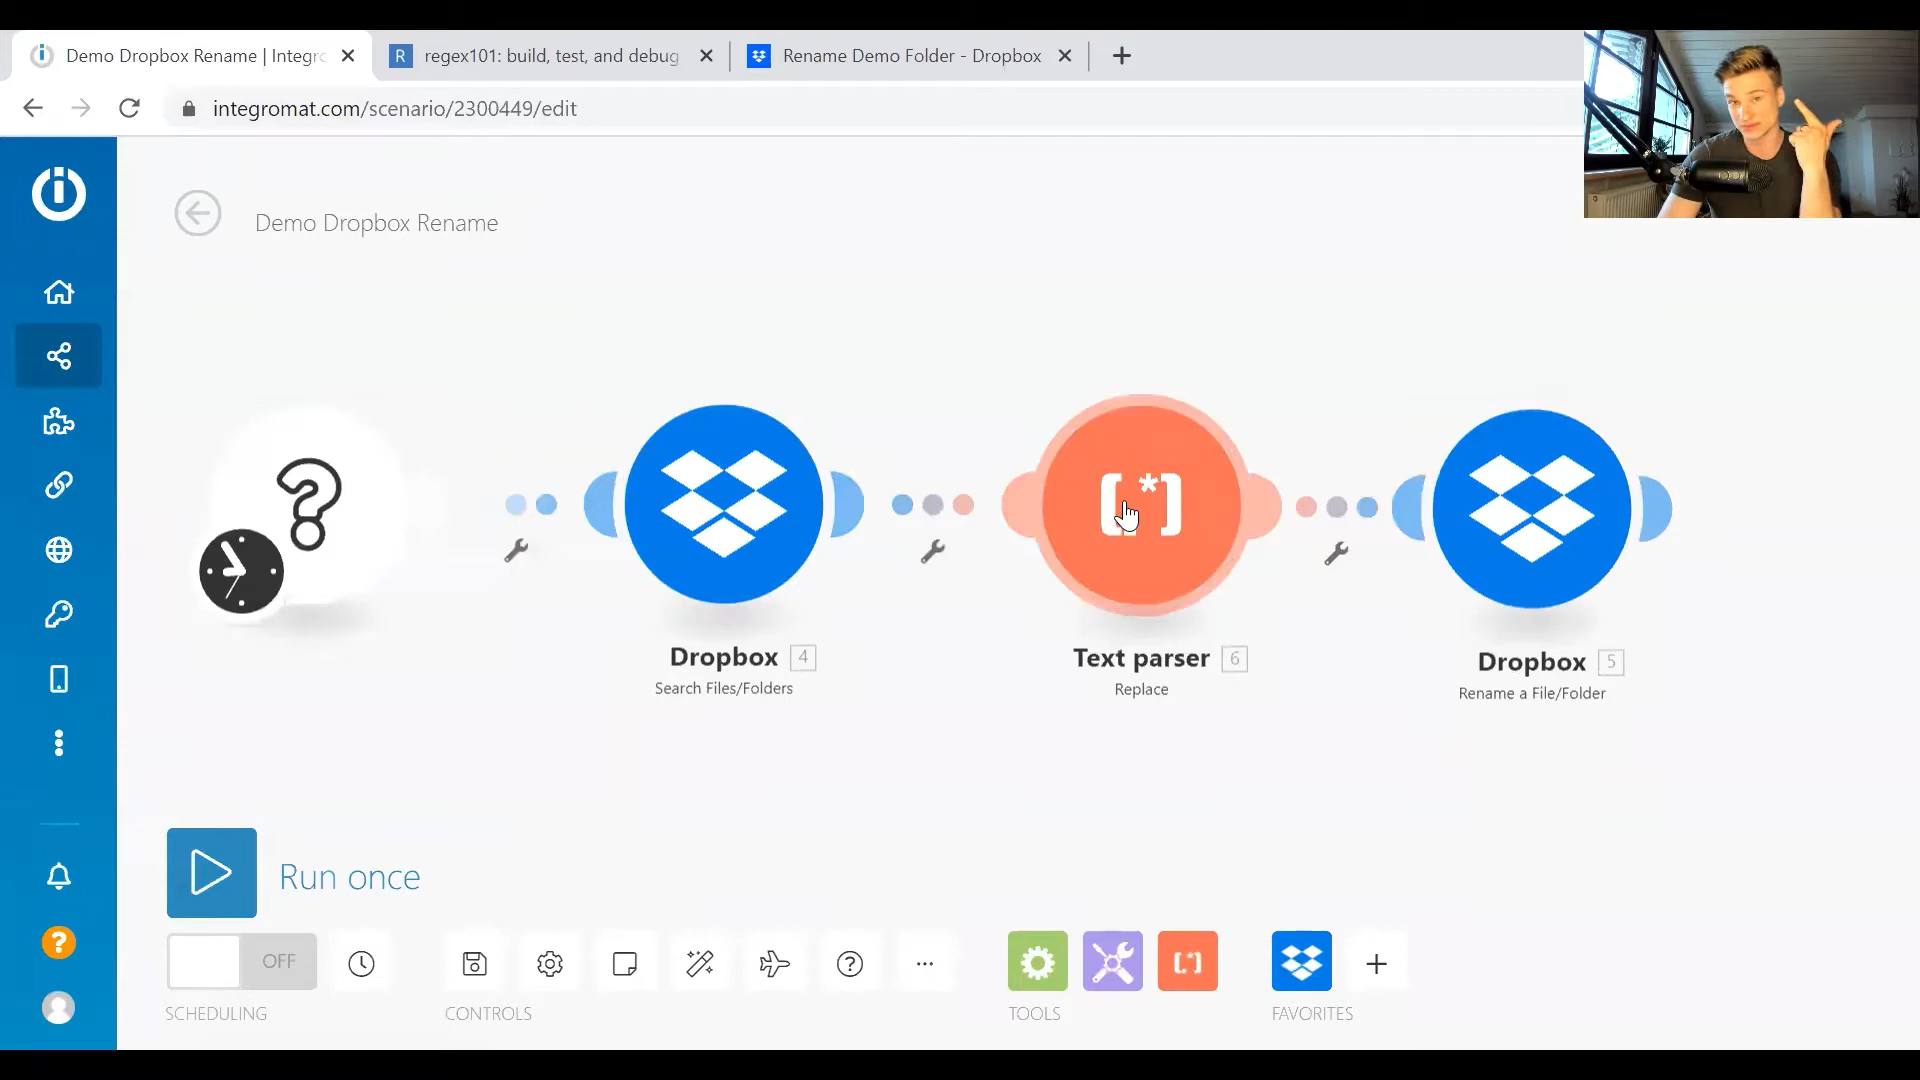 Demo Dropbox Rename | Integro
R regex101: build, test, and debug
Rename Demo Folder - Dropbox
integromat.com/scenario/2300449/edit
Demo Dropbox Rename
?
[.*]
Dropbox 4
Search Files/Folders
Text parser 6
Replace
Dropbox 5
Rename a File/Folder
Run once
OFF
?
?
...
[.*]
SCHEDULING
CONTROLS
TOOLS
FAVORITES